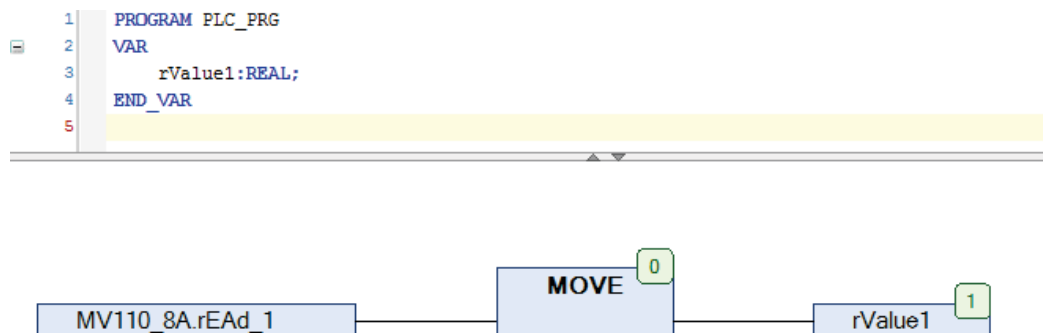 1 PROGRAM PLC_PRG
2 VAR
3 rValue1:REAL;
4 END_VAR
5
0
MOVE
1
MV110_8A.rEAd_1 rValue1